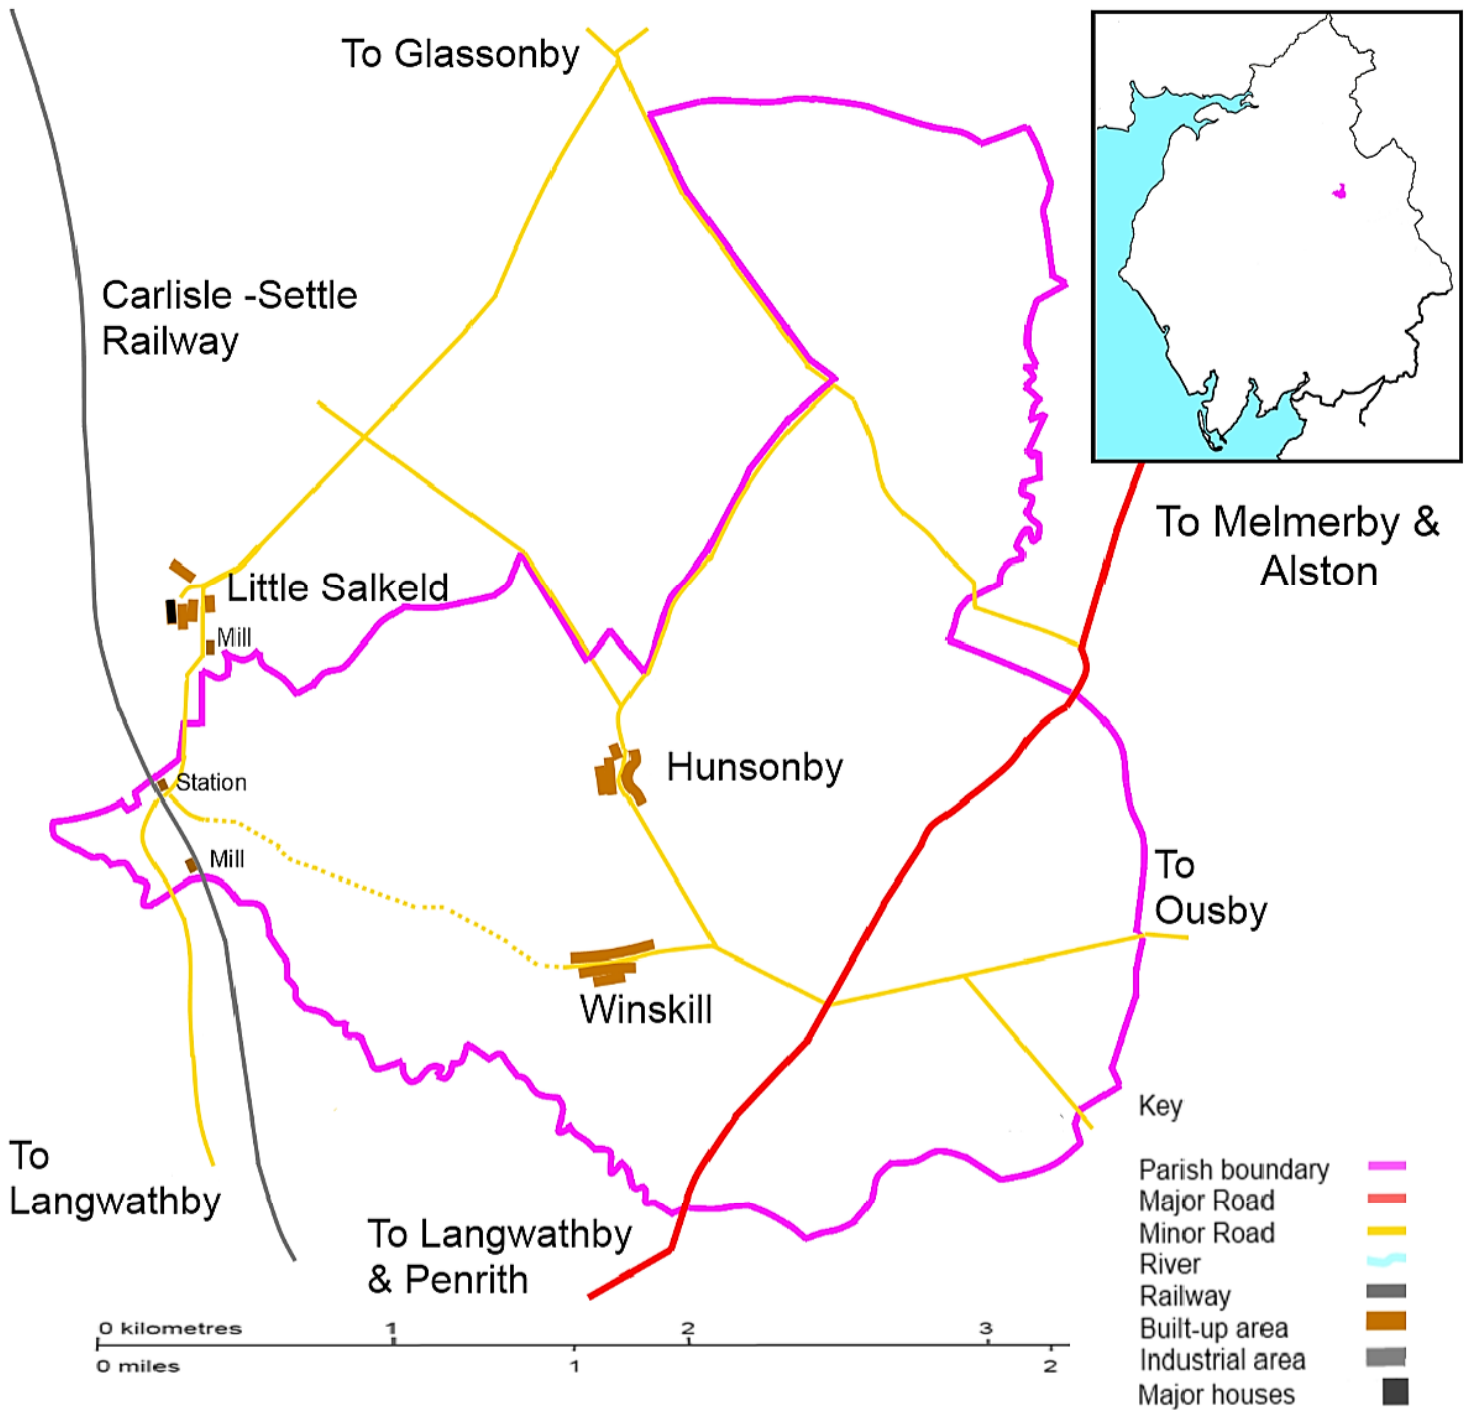 To Glassonby
Carlisle -Settle
Railway
To Melmerby &
Alston
Little Salkeld
Mill
Station
Hunsonby
Mill
To
Ousby
Winskill
Key
To
Langwathby
To Langwathby
& Penrith
Parish boundary
Major Road
Minor Road
River
Railway
Built-up area
Industrial area
Major houses
0 kilometres 1 2 3
0 miles 1 2